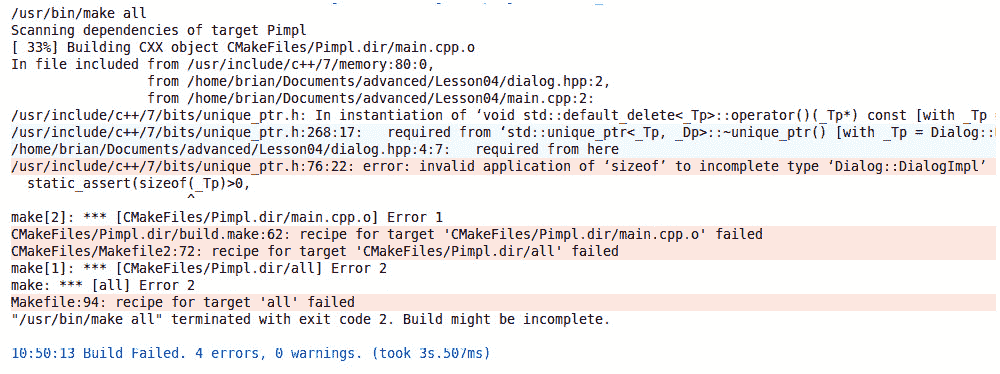 /usr/bin/make all
Scanning dependencies of target Pimpl
[ 33%] Building CXX object CMakeFiles/Pimpl.dir/main.cpp.o
In file included from /usr/include/c++/7/memory:80:0,
from /home/brian/Documents/advanced/Lesson04/dialog.hpp:2,
from /home/brian/Documents/advanced/Lesson04/main.cpp:2:
/usr/include/c++/7/bits/unique_ptr.h: In instantiation of ‘void std::default_delete<_Tp>::operator()(_Tp*) const [with _Tp =
/usr/include/c++/7/bits/unique_ptr.h:268:17:   required from ‘std::unique_ptr<_Tp, _Dp>::~unique_ptr() [with _Tp = Dialog::
/home/brian/Documents/advanced/Lesson04/dialog.hpp:4:7:   required from here
/usr/include/c++/7/bits/unique_ptr.h:76:22: error: invalid application of ‘sizeof’ to incomplete type ‘Dialog::DialogImpl’
static_assert(sizeof(_Tp)>0,
^
make[2]: *** [CMakeFiles/Pimpl.dir/main.cpp.o] Error 1
CMakeFiles/Pimpl.dir/build.make:62: recipe for target 'CMakeFiles/Pimpl.dir/main.cpp.o' failed
CMakeFiles/Makefile2:72: recipe for target 'CMakeFiles/Pimpl.dir/all' failed
make[1]: *** [CMakeFiles/Pimpl.dir/all] Error 2
make: *** [all] Error 2
Makefile:94: recipe for target 'all' failed
"/usr/bin/make all" terminated with exit code 2. Build might be incomplete.
10:50:13 Build Failed. 4 errors, 0 warnings. (took 3s.507ms)